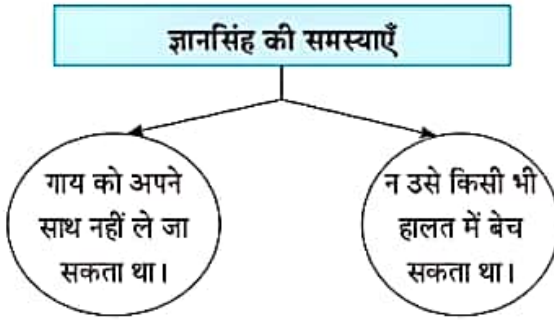 ज्ञानसिंह की समस्याएँ
गाय को अपने
साथ नहीं ले जा
सकता था।
न उसे किसी भी
हालत में बेच
सकता था।